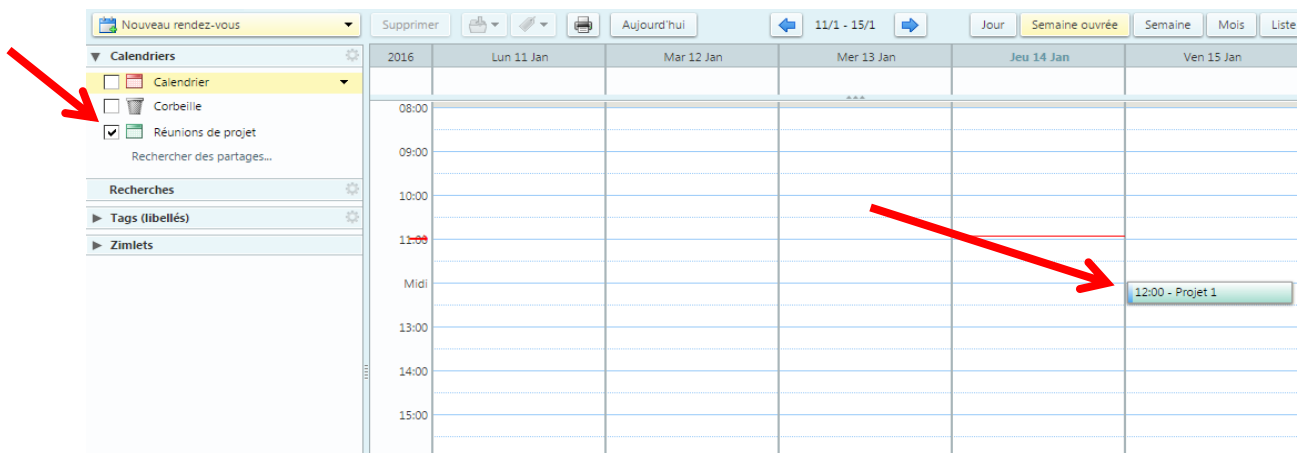 Nouveau rendez-vous
Supprimer
Aujourd'hui
11/1 - 15/1
Jour
Semaine ouvrée
Semaine
Mois
Liste
Calendriers
Calendrier
Corbeille
Réunions de projet
Rechercher des partages...
Recherches
Tags (libellés)
Zimlets
2016
Lun 11 Jan
Mar 12 Jan
Mer 13 Jan
Jeu 14 Jan
Ven 15 Jan
08:00
09:00
10:00
11:00
Midi
12:00 - Projet 1
13:00
14:00
15:00